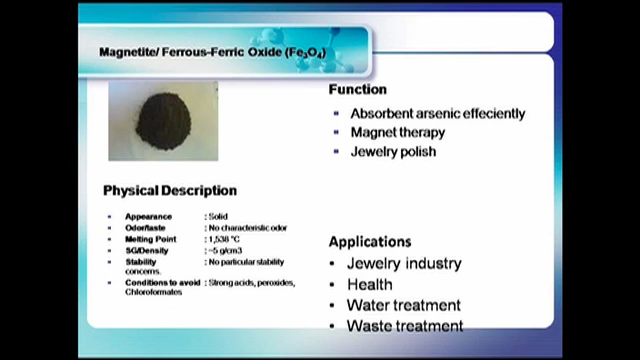 Magnetite/ Ferrous-Ferric Oxide (Fe₃O₄)
Function
Absorbent arsenic effeciently
Magnet therapy
Jewelry polish
Physical Description
Appearance : Solid
Odor/taste : No characteristic odor
Melting Point : 1,538 °C
SG/Density : ~5 g/cm3
Stability : No particular stability
concerns.
Conditions to avoid : Strong acids, peroxides,
Chloroformates
Applications
Jewelry industry
Health
Water treatment
Waste treatment